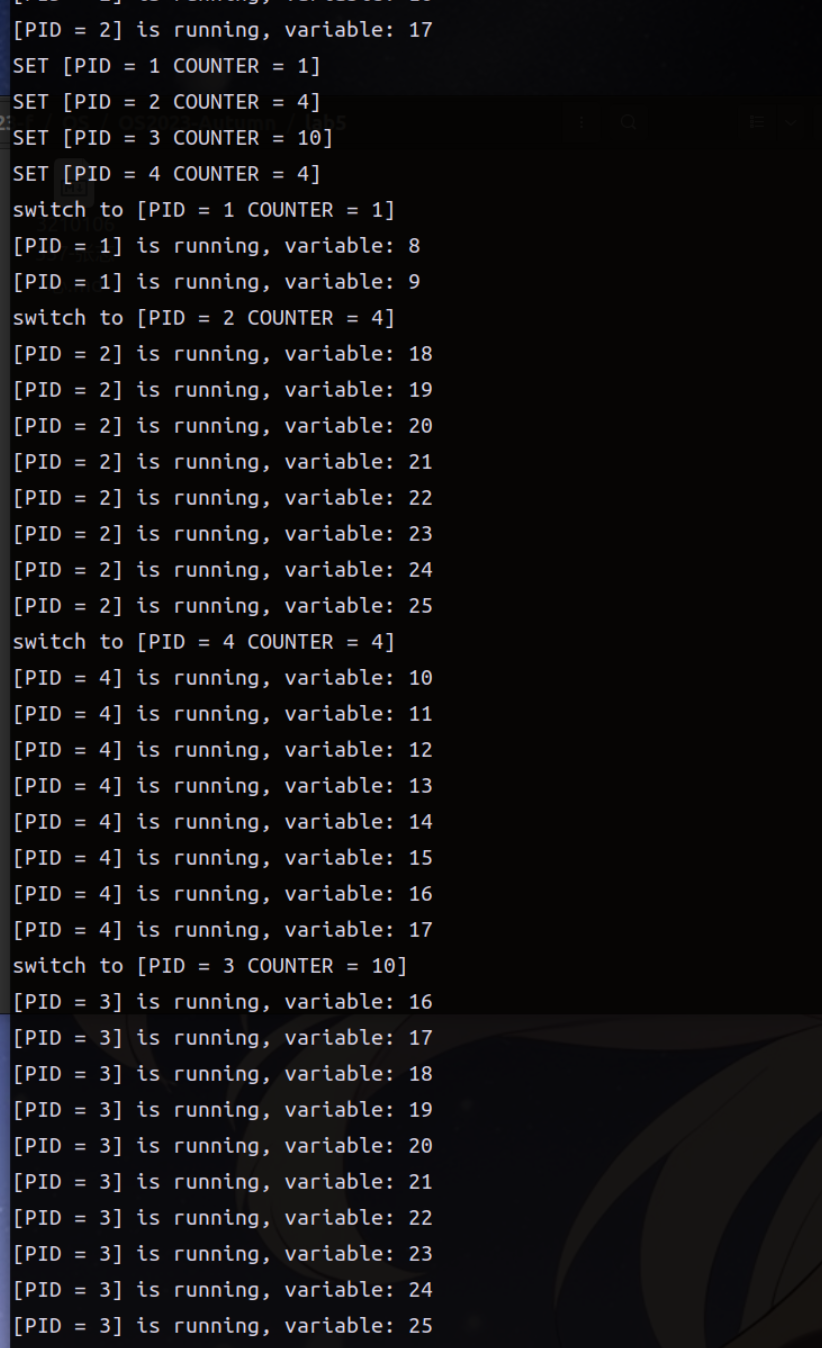 [PID = 2] is running, variable: 17
SET [PID = 1 COUNTER = 1]
SET [PID = 2 COUNTER = 4]
OS / OS2023-Autumn / lab5
SET [PID = 3 COUNTER = 10]
SET [PID = 4 COUNTER = 4]
switch to [PID = 1 COUNTER = 1]
[PID = 1] is running, variable: 8
[PID = 1] is running, variable: 9
switch to [PID = 2 COUNTER = 4]
[PID = 2] is running, variable: 18
[PID = 2] is running, variable: 19
[PID = 2] is running, variable: 20
[PID = 2] is running, variable: 21
[PID = 2] is running, variable: 22
[PID = 2] is running, variable: 23
[PID = 2] is running, variable: 24
[PID = 2] is running, variable: 25
switch to [PID = 4 COUNTER = 4]
[PID = 4] is running, variable: 10
[PID = 4] is running, variable: 11
[PID = 4] is running, variable: 12
[PID = 4] is running, variable: 13
[PID = 4] is running, variable: 14
[PID = 4] is running, variable: 15
[PID = 4] is running, variable: 16
[PID = 4] is running, variable: 17
switch to [PID = 3 COUNTER = 10]
[PID = 3] is running, variable: 16
[PID = 3] is running, variable: 17
[PID = 3] is running, variable: 18
[PID = 3] is running, variable: 19
[PID = 3] is running, variable: 20
[PID = 3] is running, variable: 21
[PID = 3] is running, variable: 22
[PID = 3] is running, variable: 23
[PID = 3] is running, variable: 24
[PID = 3] is running, variable: 25